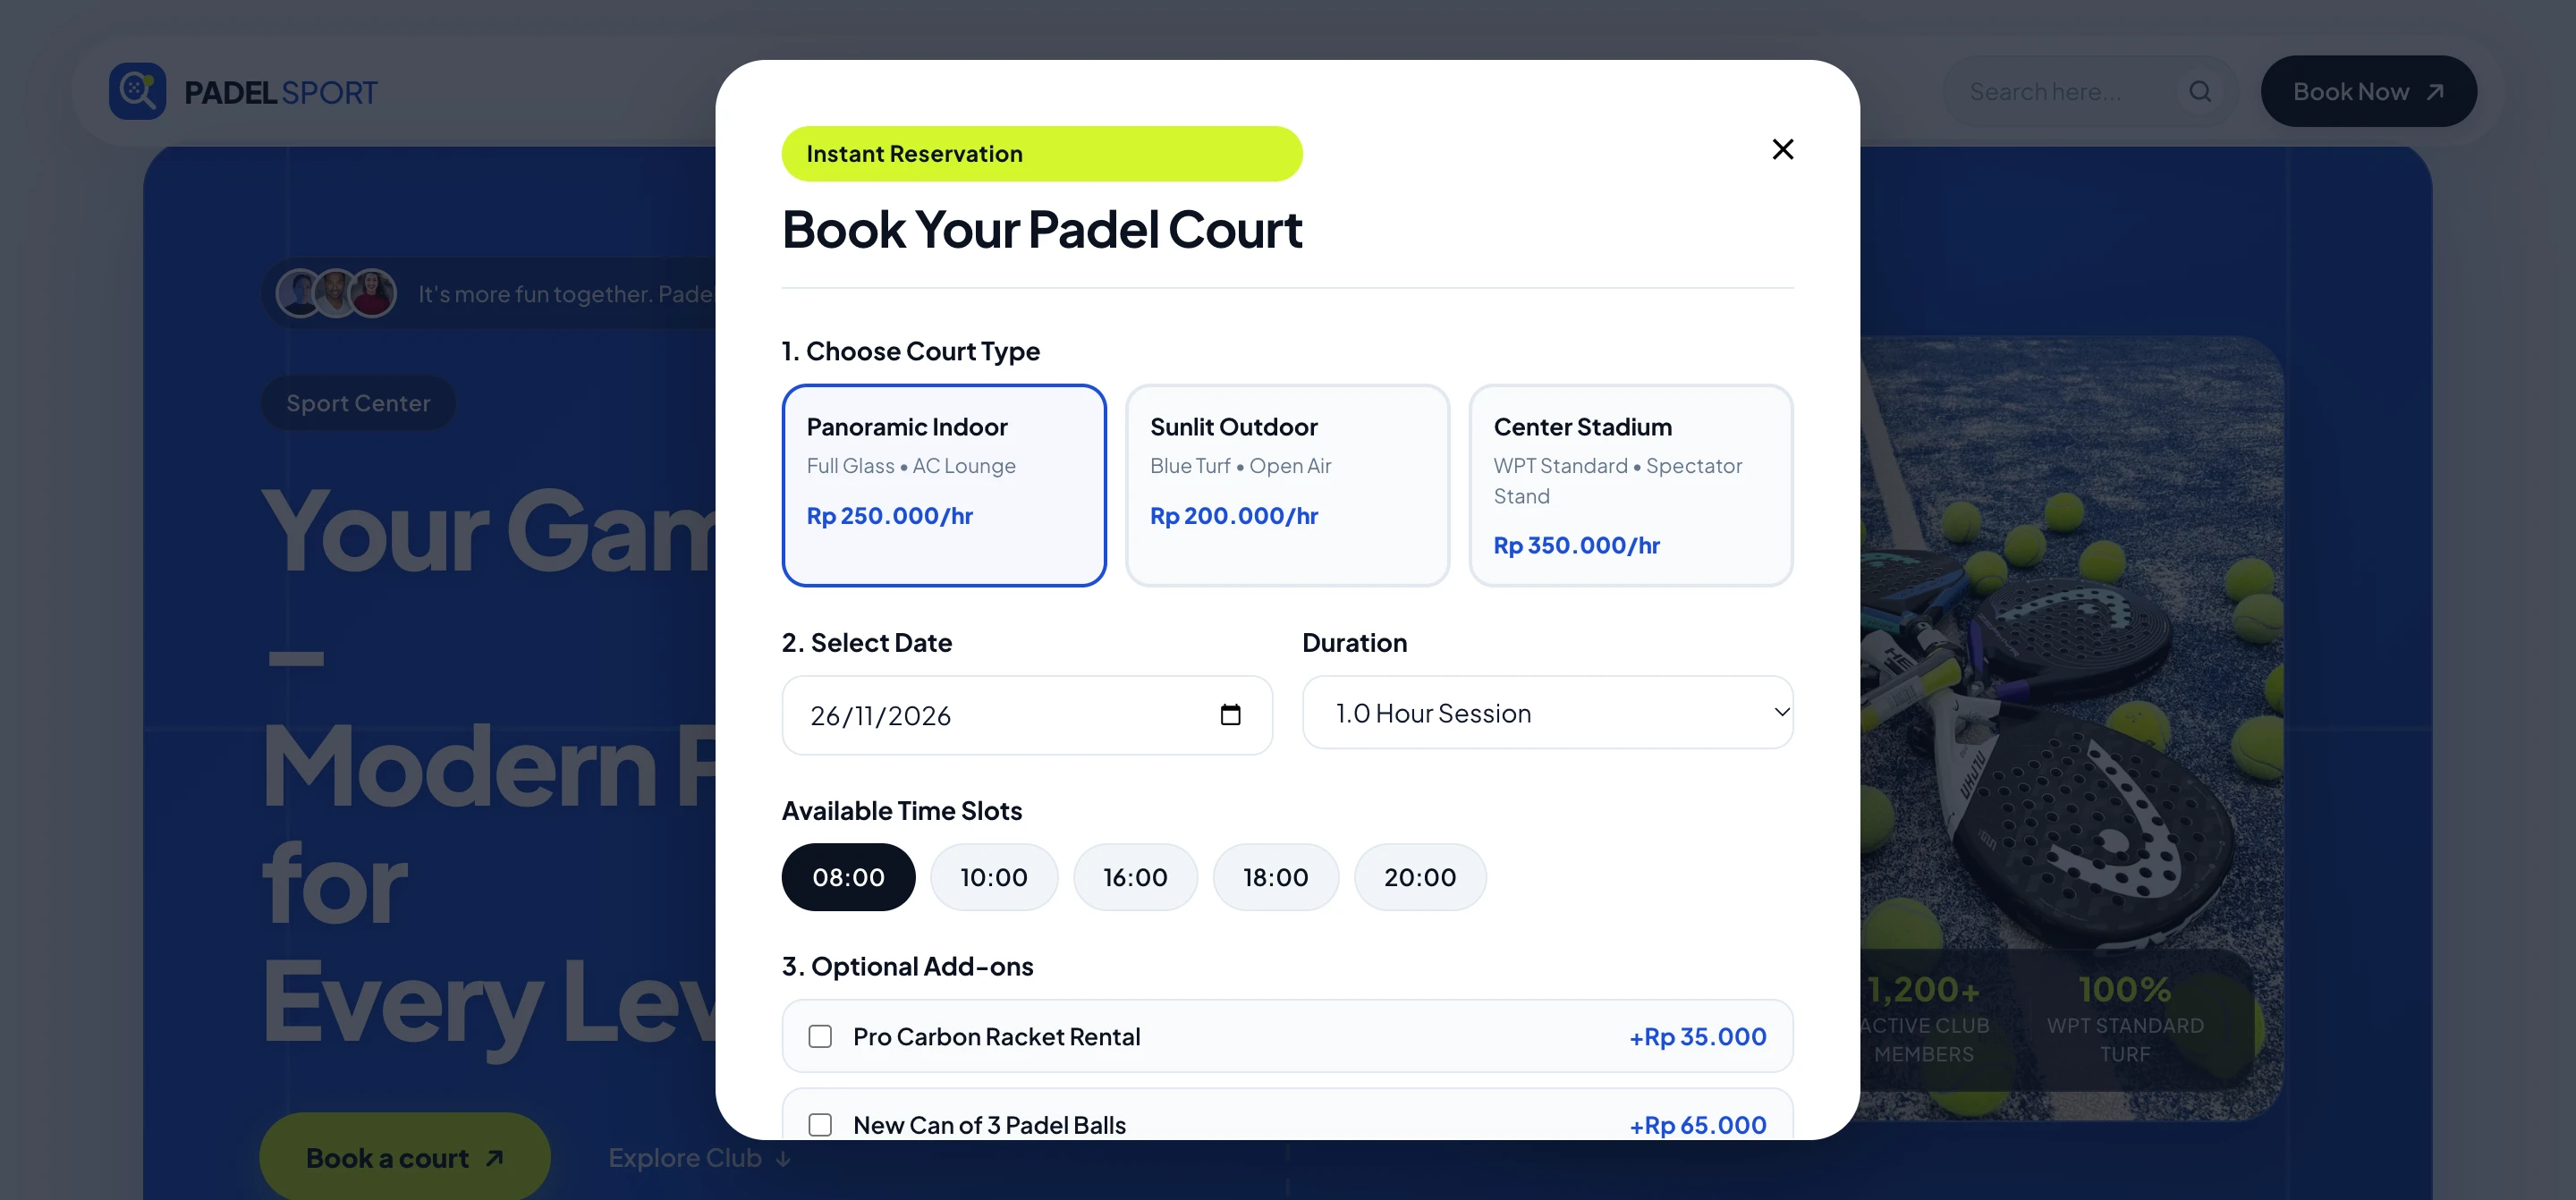 PADEL SPORT
Search here...
Book Now
It's more fun together. Padel
Sport Center
Your Gam
–
Modern
for
Every Lev
Book a court
Explore Club
1,200+
ACTIVE CLUB
MEMBERS
100%
WPT STANDARD
TURF
Instant Reservation
Book Your Padel Court
1. Choose Court Type
Panoramic Indoor
Full Glass • AC Lounge
Rp 250.000/hr
Sunlit Outdoor
Blue Turf • Open Air
Rp 200.000/hr
Center Stadium
WPT Standard • Spectator
Stand
Rp 350.000/hr
2. Select Date
26/11/2026
Duration
1.0 Hour Session
Available Time Slots
08:00
10:00
16:00
18:00
20:00
3. Optional Add-ons
Pro Carbon Racket Rental
+Rp 35.000
New Can of 3 Padel Balls
+Rp 65.000